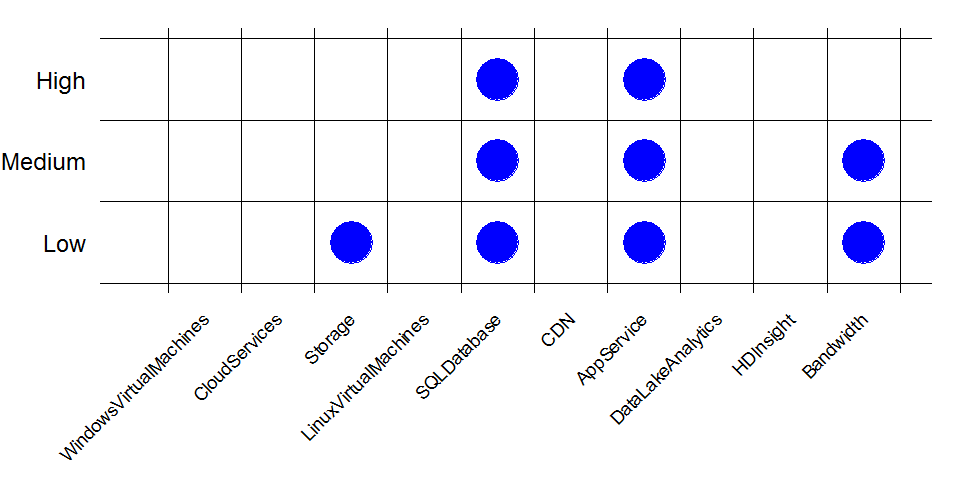 High
Medium
Low
WindowsVirtualMachines
CloudServices
Storage
LinuxVirtualMachines
SQLDatabase
CDN
AppService
DataLakeAnalytics
HDInsight
Bandwidth